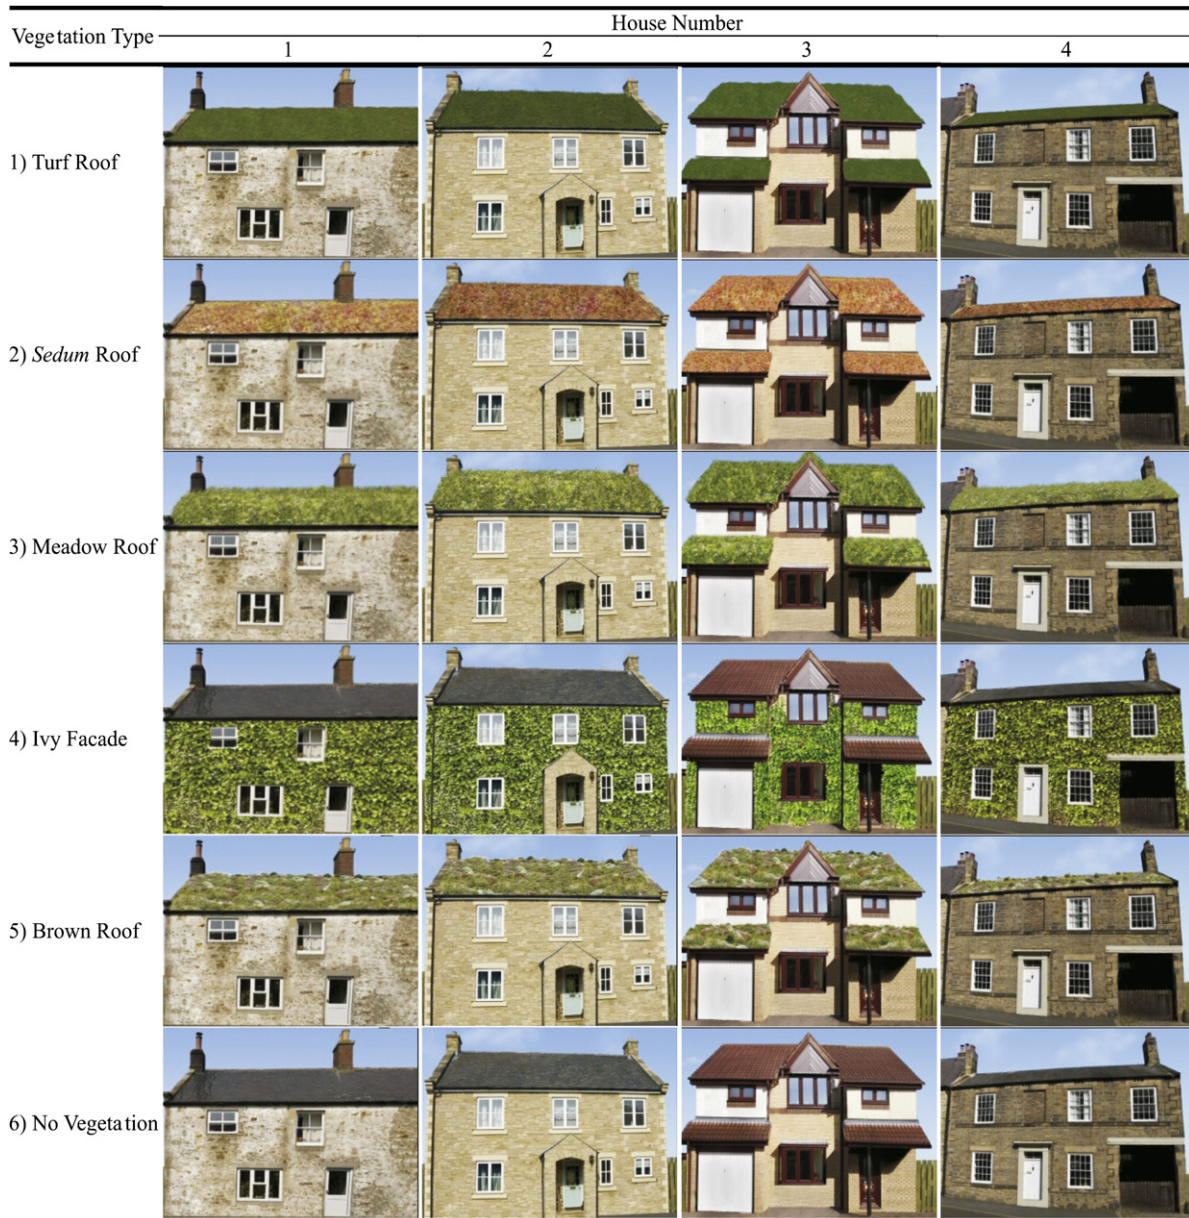 Vegetation Type
House Number
1 2 3 4
1) Turf Roof
2) Sedum Roof
3) Meadow Roof
4) Ivy Facade
5) Brown Roof
6) No Vegetation